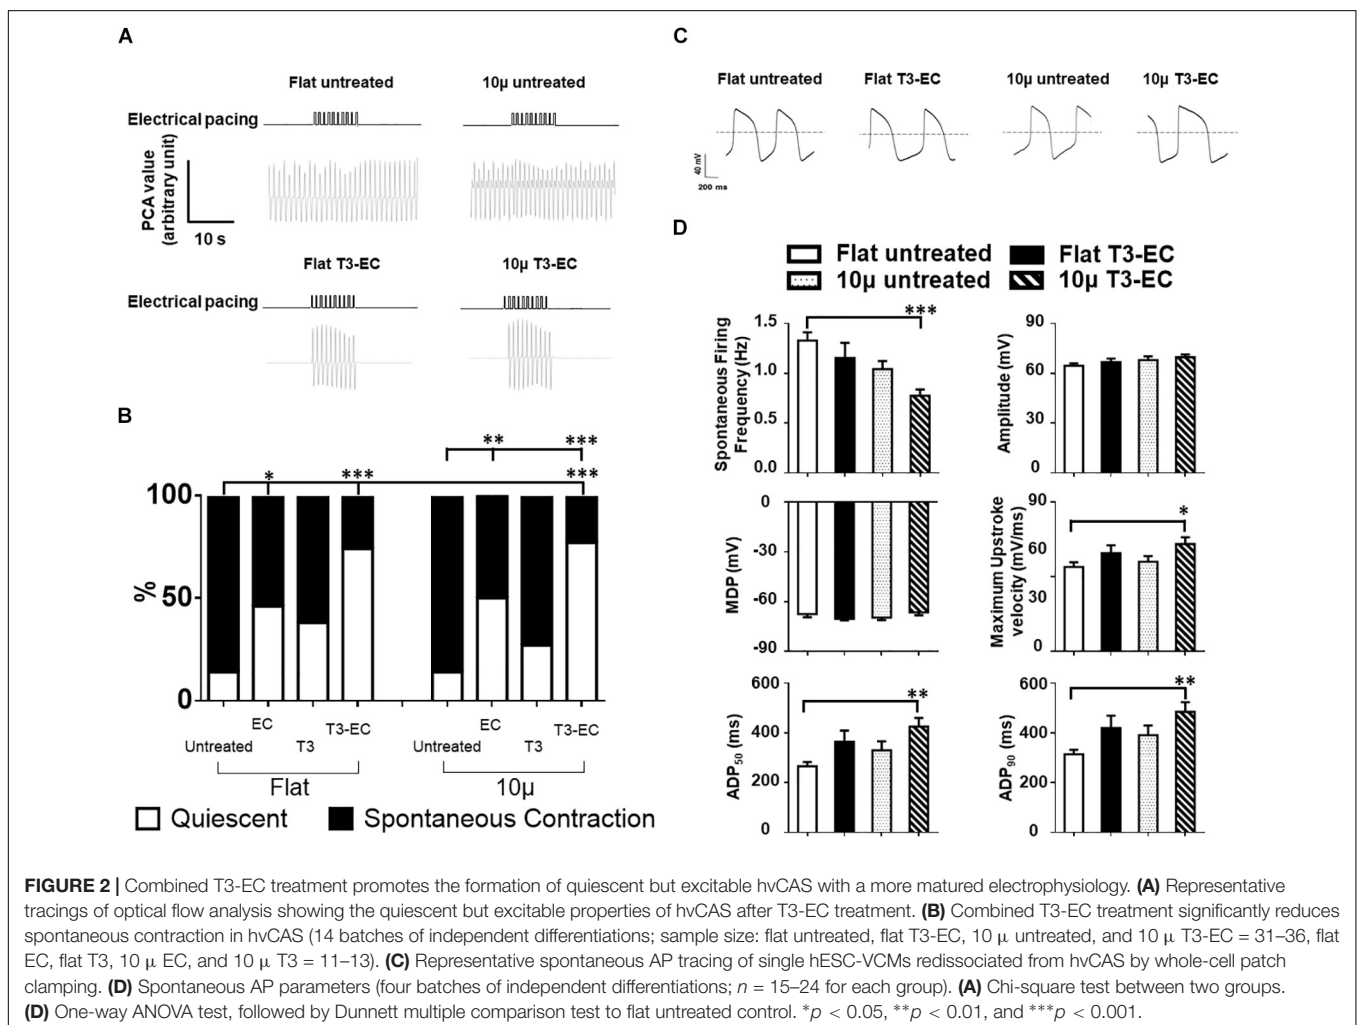 A
Flat untreated
10µ untreated
Electrical pacing
PCA value
(arbitrary unit)
10 s
Flat T3-EC
10µ T3-EC
Electrical pacing
B
**
***
*
***
***
100
50
0
%
EC
T3-EC
EC
T3-EC
Untreated
T3
Untreated
T3
Flat
10µ
Quiescent
Spontaneous Contraction
C
Flat untreated
Flat T3-EC
10µ untreated
10µ T3-EC
40 mV
200 ms
D
Flat untreated
Flat T3-EC
10µ untreated
10µ T3-EC
Spontaneous Firing
Frequency (Hz)
1.5
1.0
0.5
0.0
***
Amplitude (mV)
90
60
30
0
MDP (mV)
0
-30
-60
-90
Maximum Upstroke
velocity (mV/ms)
90
60
30
0
*
ADP50 (ms)
600
400
200
0
**
ADP90 (ms)
600
400
200
0
**
FIGURE 2 | Combined T3-EC treatment promotes the formation of quiescent but excitable hvCAS with a more matured electrophysiology. (A) Representative
tracings of optical flow analysis showing the quiescent but excitable properties of hvCAS after T3-EC treatment. (B) Combined T3-EC treatment significantly reduces
spontaneous contraction in hvCAS (14 batches of independent differentiations; sample size: flat untreated, flat T3-EC, 10 µ untreated, and 10 µ T3-EC = 31–36, flat
EC, flat T3, 10 µ EC, and 10 µ T3 = 11–13). (C) Representative spontaneous AP tracing of single hESC-VCMs redissociated from hvCAS by whole-cell patch
clamping. (D) Spontaneous AP parameters (four batches of independent differentiations; n = 15–24 for each group). (A) Chi-square test between two groups.
(D) One-way ANOVA test, followed by Dunnett multiple comparison test to flat untreated control. *p < 0.05, **p < 0.01, and ***p < 0.001.